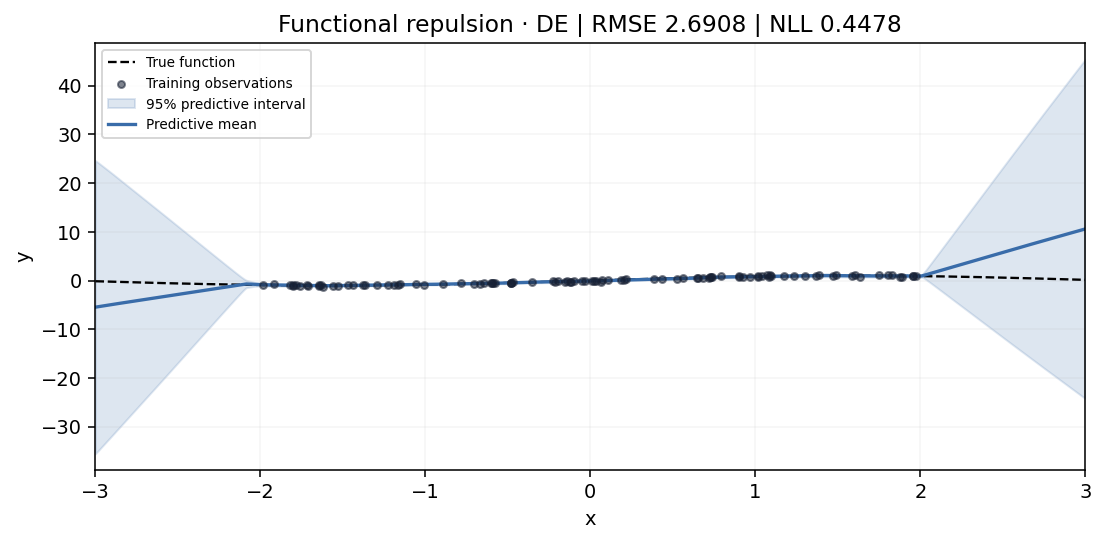 Functional repulsion · DE | RMSE 2.6908 | NLL 0.4478
True function
Training observations
95% predictive interval
Predictive mean
40
30
20
10
0
−10
−20
−30
y
−3 −2 −1 0 1 2 3
x